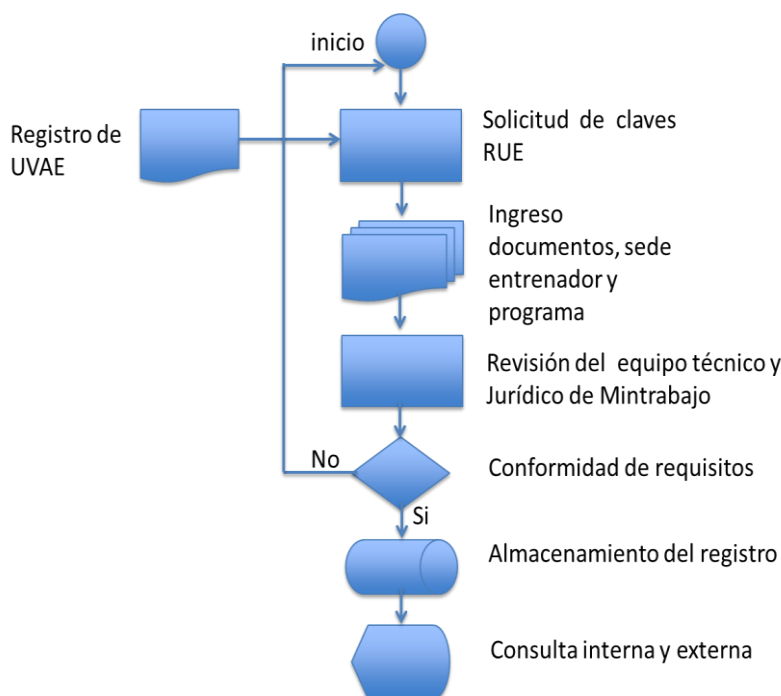 inicio
Registro de
UVAE
Solicitud de claves
RUE
Ingreso
documentos, sede
entrenador y
programa
Revisión del equipo técnico y
Jurídico de Mintrabajo
No
Conformidad de requisitos
Si
Almacenamiento del registro
Consulta interna y externa